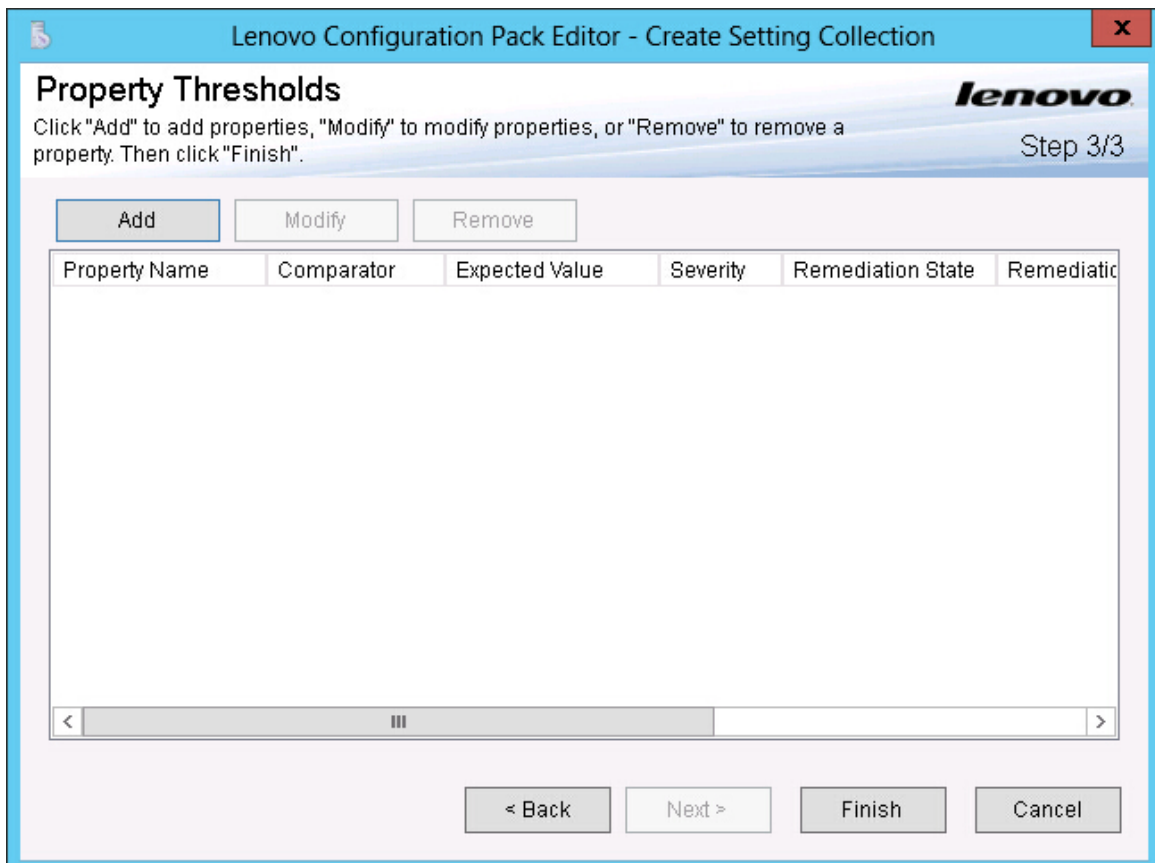 Lenovo Configuration Pack Editor - Create Setting Collection
x
Property Thresholds
lenovo
Click "Add" to add properties, "Modify" to modify properties, or "Remove" to remove a
property. Then click "Finish".
Step 3/3
Add Modify Remove
Property Name Comparator Expected Value Severity Remediation State Remediatic
< Back Next > Finish Cancel